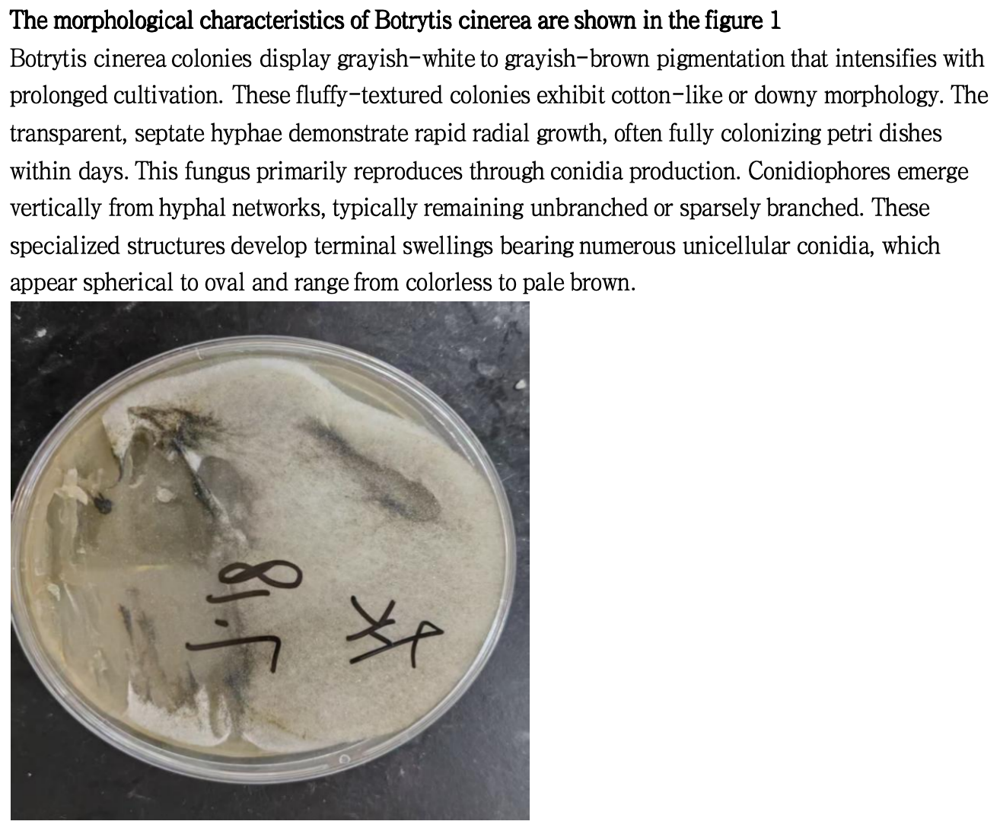 The morphological characteristics of Botrytis cinerea are shown in the figure 1
Botrytis cinerea colonies display grayish-white to grayish-brown pigmentation that intensifies with
prolonged cultivation. These fluffy-textured colonies exhibit cotton-like or downy morphology. The
transparent, septate hyphae demonstrate rapid radial growth, often fully colonizing petri dishes
within days. This fungus primarily reproduces through conidia production. Conidiophores emerge
vertically from hyphal networks, typically remaining unbranched or sparsely branched. These
specialized structures develop terminal swellings bearing numerous unicellular conidia, which
appear spherical to oval and range from colorless to pale brown.